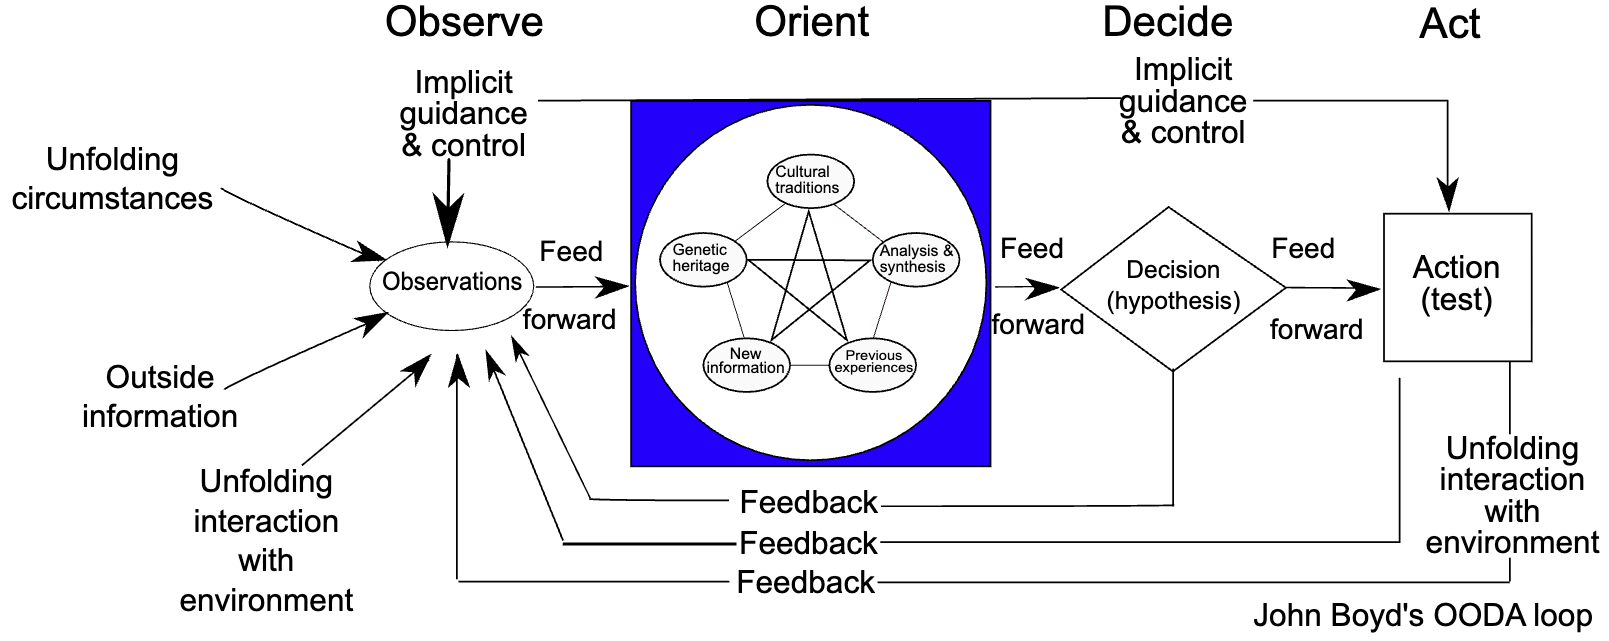 Observe
Orient
Decide
Act
Implicit
guidance
& control
Implicit
guidance
& control
Unfolding
circumstances
Cultural
traditions
Genetic
heritage
Analysis &
synthesis
New
information
Previous
experiences
Observations
Feed
forward
Feed
forward
Decision
(hypothesis)
Feed
forward
Action
(test)
Outside
information
Unfolding
interaction
with
environment
Unfolding
interaction
with
environment
Feedback
Feedback
Feedback
John Boyd's OODA loop